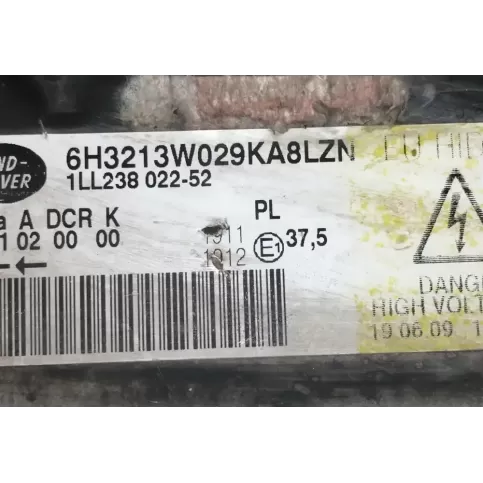 6H3213W029KA8LZN
1LL238 022-52
A DCR K
1 02 00 00
PL
1911
1912
E1 37,5
DANG
HIGH VOLT
19.06.09